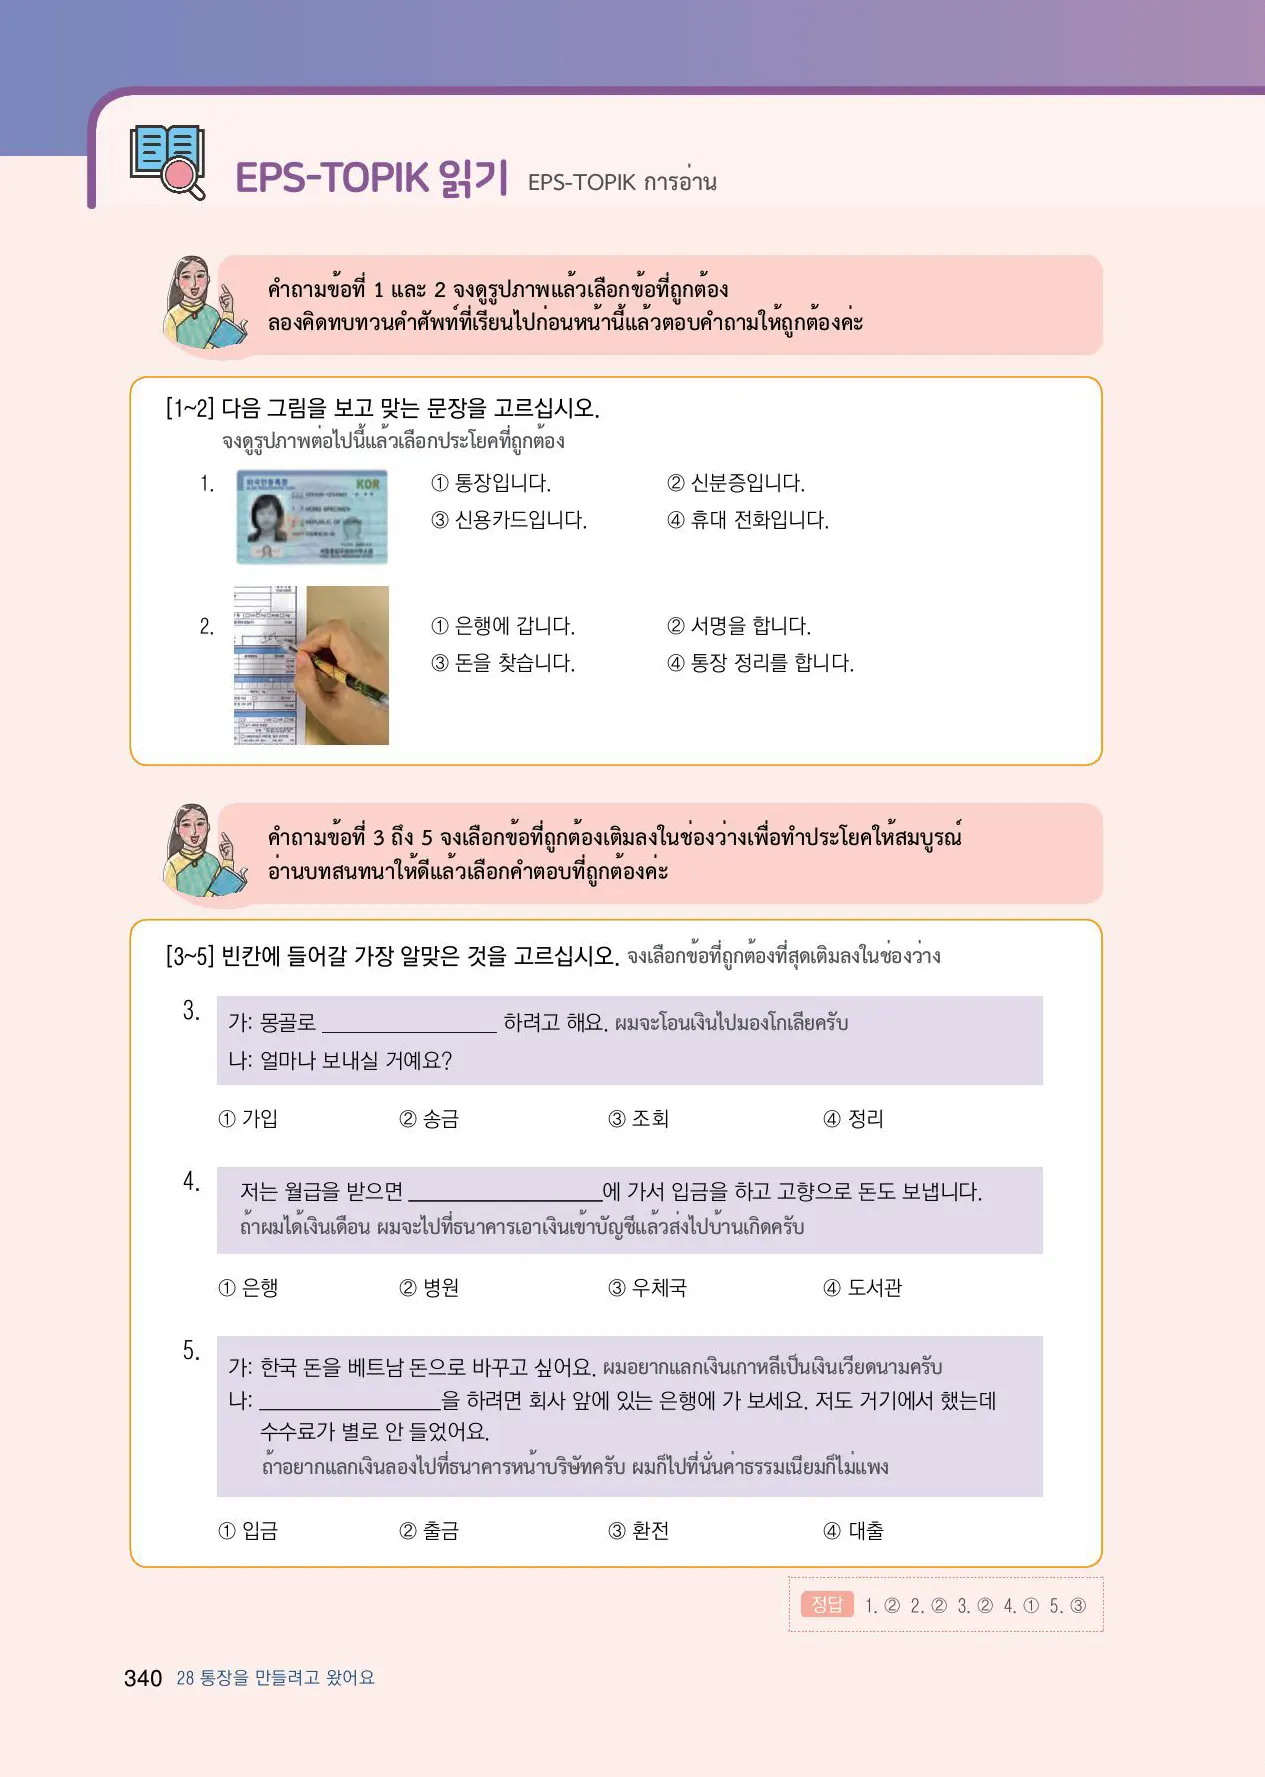 EPS-TOPIK 읽기 EPS-TOPIK การอ่าน
คำถามข้อที่ 1 และ 2 จงดูรูปภาพแล้วเลือกข้อที่ถูกต้อง
ลองคิดทบทวนคำศัพท์ที่เรียนไปก่อนหน้านี้แล้วตอบคำถามให้ถูกต้องค่ะ
[1~2] 다음 그림을 보고 맞는 문장을 고르십시오.
จงดูรูปภาพต่อไปนี้แล้วเลือกประโยคที่ถูกต้อง
1. ① 통장입니다. ② 신분증입니다.
외국인등록증 KOR
③ 신용카드입니다. ④ 휴대 전화입니다.
2. ① 은행에 갑니다. ② 서명을 합니다.
③ 돈을 찾습니다. ④ 통장 정리를 합니다.
คำถามข้อที่ 3 ถึง 5 จงเลือกข้อที่ถูกต้องเติมลงในช่องว่างเพื่อทำประโยคให้สมบูรณ์
อ่านบทสนทนาให้ดีแล้วเลือกคำตอบที่ถูกต้องค่ะ
[3~5] 빈칸에 들어갈 가장 알맞은 것을 고르십시오. จงเลือกข้อที่ถูกต้องที่สุดเติมลงในช่องว่าง
3. 가: 몽골로 ________________ 하려고 해요. ผมจะโอนเงินไปมองโกเลียครับ
나: 얼마나 보내실 거예요?
① 가입 ② 송금 ③ 조회 ④ 정리
4. 저는 월급을 받으면 __________________에 가서 입금을 하고 고향으로 돈도 보냅니다.
ถ้าผมได้เงินเดือน ผมจะไปที่ธนาคารเอาเงินเข้าบัญชีแล้วส่งไปบ้านเกิดครับ
① 은행 ② 병원 ③ 우체국 ④ 도서관
5. 가: 한국 돈을 베트남 돈으로 바꾸고 싶어요. ผมอยากแลกเงินเกาหลีเป็นเงินเวียดนามครับ
나: _________________을 하려면 회사 앞에 있는 은행에 가 보세요. 저도 거기에서 했는데
수수료가 별로 안 들었어요.
ถ้าอยากแลกเงินลองไปที่ธนาคารหน้าบริษัทครับ ผมก็ไปที่นั่นค่าธรรมเนียมก็ไม่แพง
① 입금 ② 출금 ③ 환전 ④ 대출
정답 1. ② 2. ② 3. ② 4. ① 5. ③
340 28 통장을 만들려고 왔어요